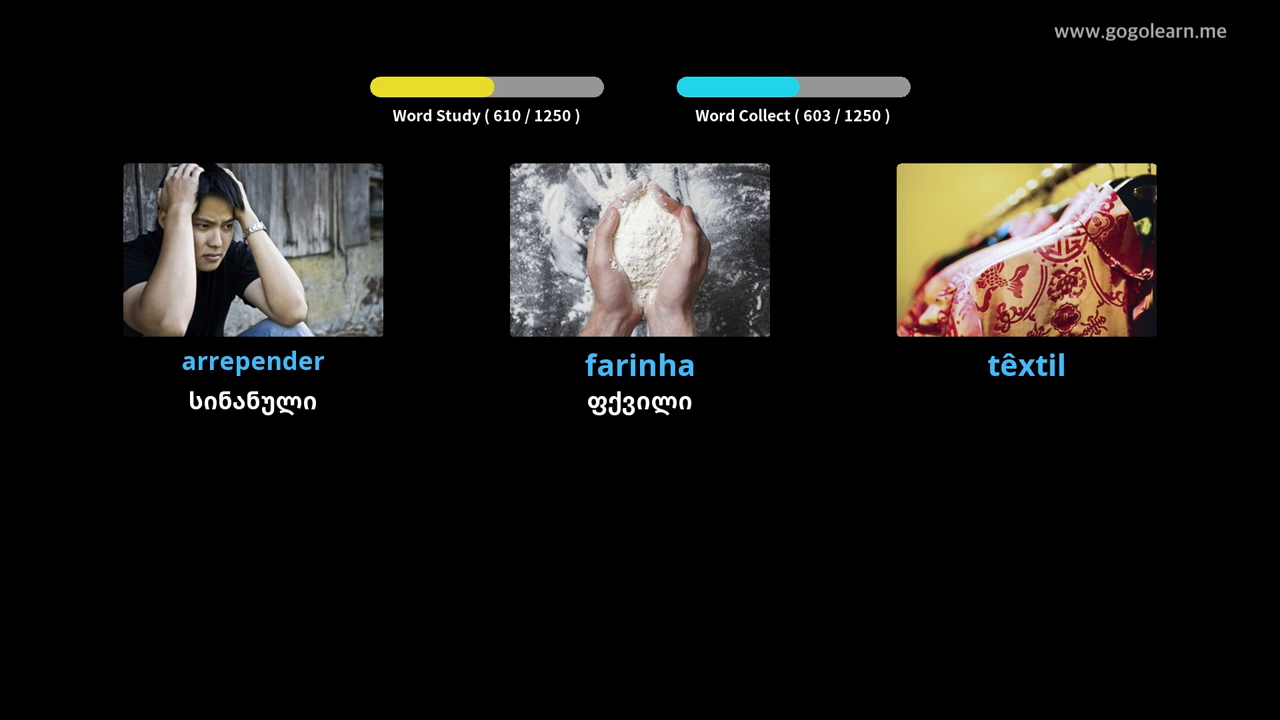 www.gogolearn.me
Word Study ( 610 / 1250 )
Word Collect ( 603 / 1250 )
arrepender
სინანული
farinha
ფქვილი
têxtil